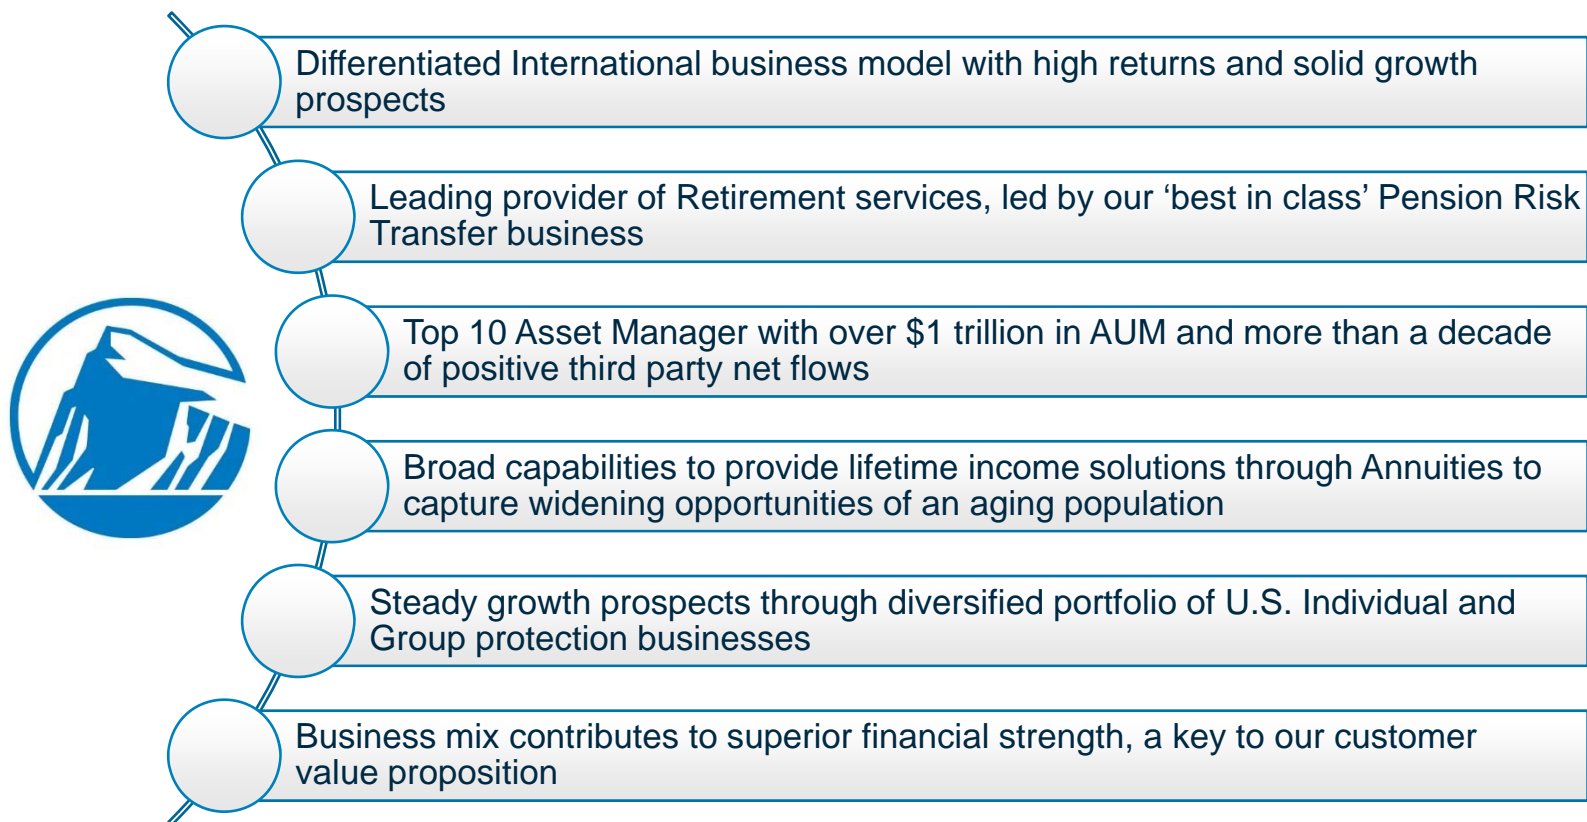 Differentiated International business model with high returns and solid growth
prospects
Leading provider of Retirement services, led by our ‘best in class’ Pension Risk
Transfer business
Top 10 Asset Manager with over $1 trillion in AUM and more than a decade
of positive third party net flows
Broad capabilities to provide lifetime income solutions through Annuities to
capture widening opportunities of an aging population
Steady growth prospects through diversified portfolio of U.S. Individual and
Group protection businesses
Business mix contributes to superior financial strength, a key to our customer
value proposition